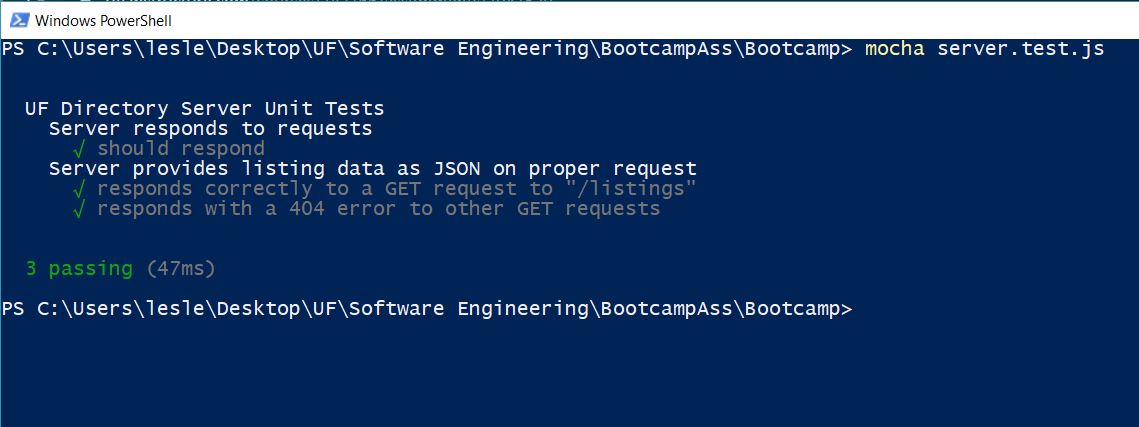 Windows PowerShell
PS C:\Users\lesle\Desktop\UF\Software Engineering\BootcampAss\Bootcamp> mocha server.test.js
UF Directory Server Unit Tests
Server responds to requests
√ should respond
Server provides listing data as JSON on proper request
√ responds correctly to a GET request to "/listings"
√ responds with a 404 error to other GET requests
3 passing (47ms)
PS C:\Users\lesle\Desktop\UF\Software Engineering\BootcampAss\Bootcamp>